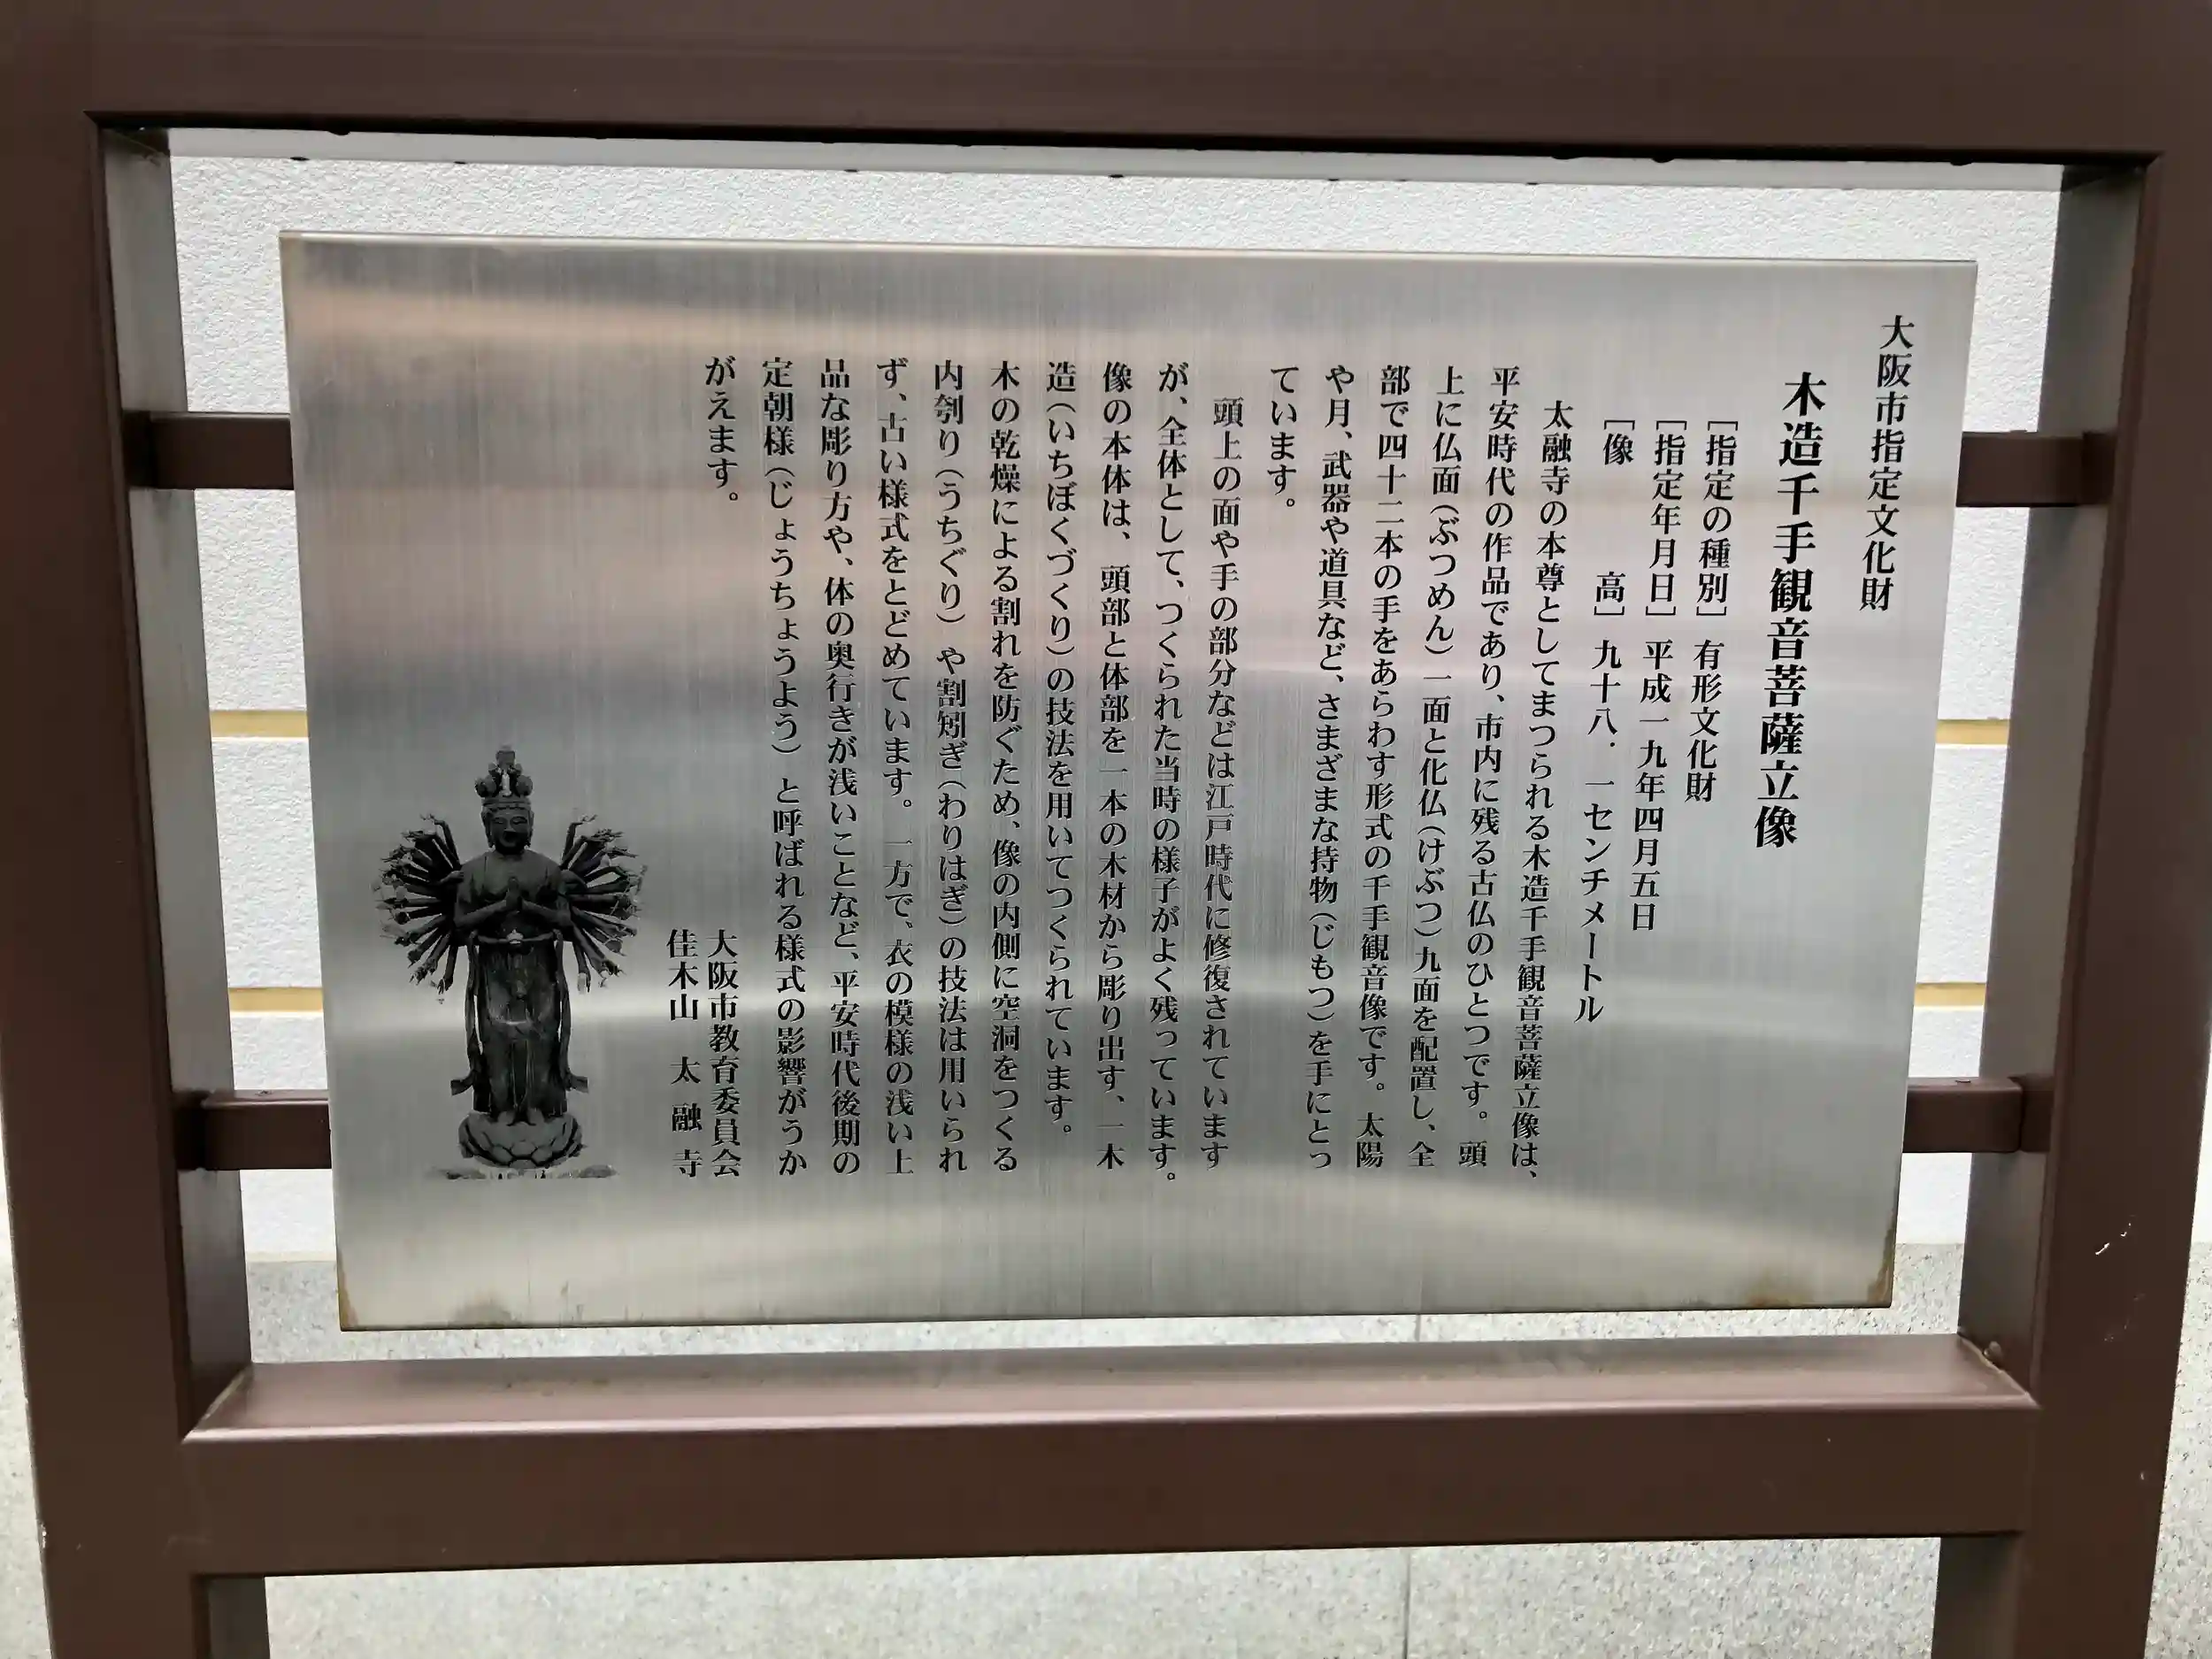 大阪市指定文化財
木造千手観音菩薩立像
［指定の種別］ 有形文化財
［指定年月日］ 平成一九年四月五日
［像　　高］ 九十八．一センチメートル
太融寺の本尊としてまつられる木造千手観音菩薩立像は、
平安時代の作品であり、市内に残る古仏のひとつです。頭
上に仏面（ぶつめん）一面と化仏（けぶつ）九面を配置し、全
部で四十二本の手をあらわす形式の千手観音像です。太陽
や月、武器や道具など、さまざまな持物（じもつ）を手にとっ
ています。
頭上の面や手の部分などは江戸時代に修復されています
が、全体として、つくられた当時の様子がよく残っています。
像の本体は、頭部と体部を一本の木材から彫り出す、一木
造（いちぼくづくり）の技法を用いてつくられています。
木の乾燥による割れを防ぐため、像の内側に空洞をつくる
内刳り（うちぐり）や割矧ぎ（わりはぎ）の技法は用いられ
ず、古い様式をとどめています。一方で、衣の模様の浅い上
品な彫り方や、体の奥行きが浅いことなど、平安時代後期の
定朝様（じょうちょうよう）と呼ばれる様式の影響がうか
がえます。
大阪市教育委員会
佳木山　太融寺